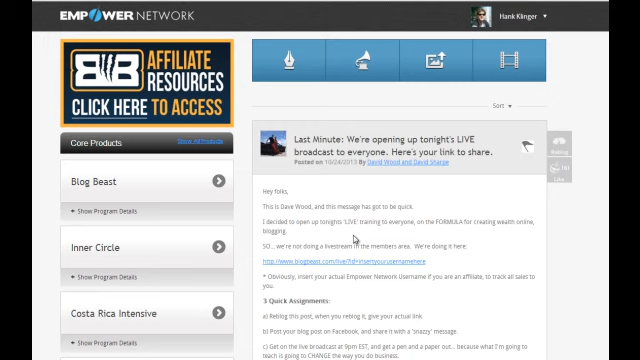 EMPOWER NETWORK
Hank Klinger
AFFILIATE
RESOURCES
CLICK HERE TO ACCESS
Sort
Core Products
Show All Products
Blog Beast
+ Show Program Details
Inner Circle
+ Show Program Details
Costa Rica Intensive
+ Show Program Details
Last Minute: We're opening up tonight's LIVE
broadcast to everyone. Here's your link to share.
Posted on 10/24/2013 By David Wood and David Sharpe
Hey folks,
This is Dave Wood, and this message has got to be quick.
I decided to open up tonights 'LIVE' training to everyone, on the FORMULA for creating wealth online,
blogging.
SO... we're not doing a livestream in the members area. We're doing it here.
http://www.blogbeast.com/live/?id=insertyourusernamehere
* Obviously, insert your actual Empower Network Username if you are an affiliate, to track all sales to
you.
3 Quick Assignments:
a) Reblog this post, when you reblog it, give your actual link.
b) Post your blog post on Facebook, and share it with a 'snazzy' message.
c) Get on the live broadcast at 9pm EST, and get a pen and a paper out... because what I'm going to
teach is going to CHANGE the way you do business.